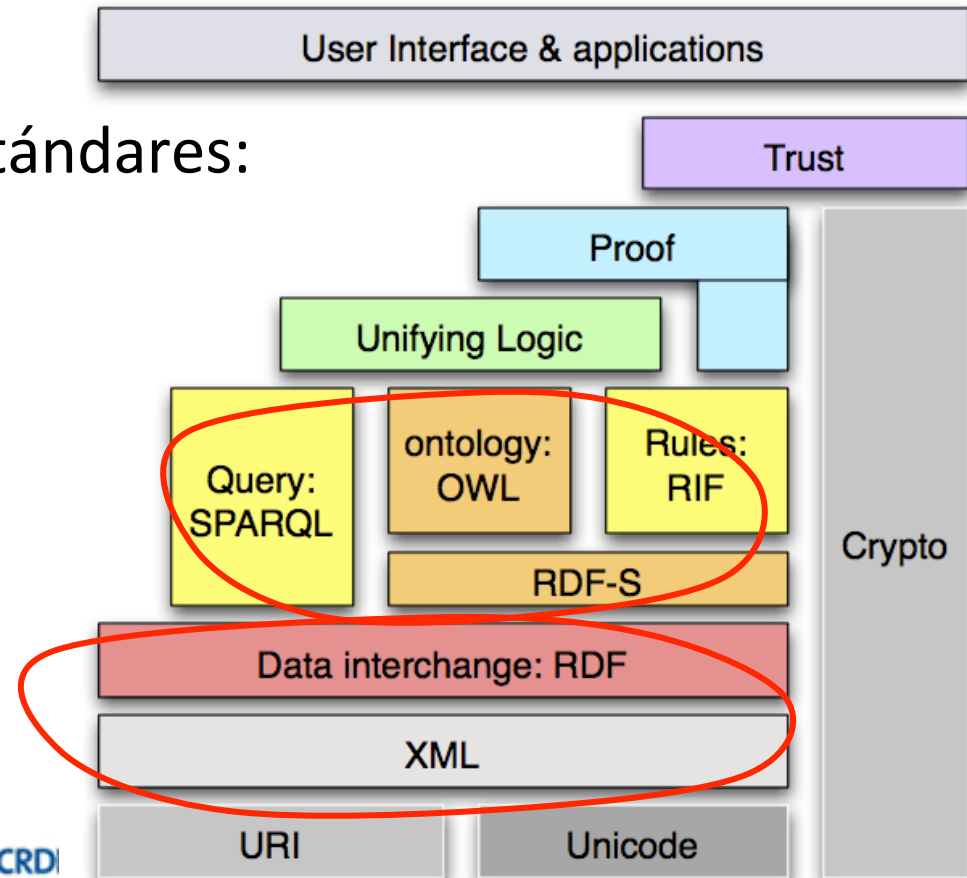 User Interface & applications
tándares:
Trust
Proof
Unifying Logic
Query:
SPARQL
ontology:
OWL
Rules:
RIF
Crypto
RDF-S
Data interchange: RDF
XML
URI
Unicode
CRD